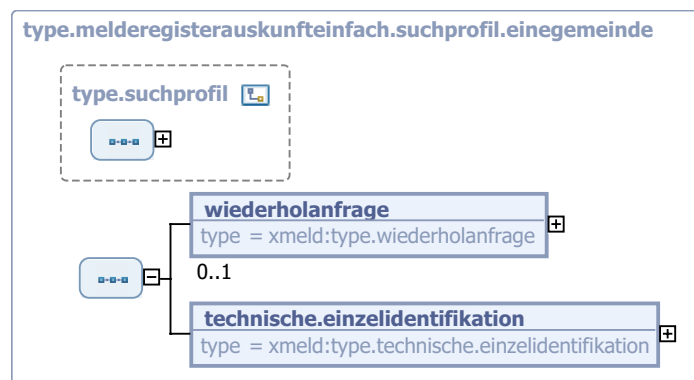 type.melderegisterauskunfteinfach.suchprofil.einegemeinde
type.suchprofil
wiederholanfrage
type = xmeld:type.wiederholanfrage
0..1
technische.einzelidentifikation
type = xmeld:type.technische.einzelidentifikation